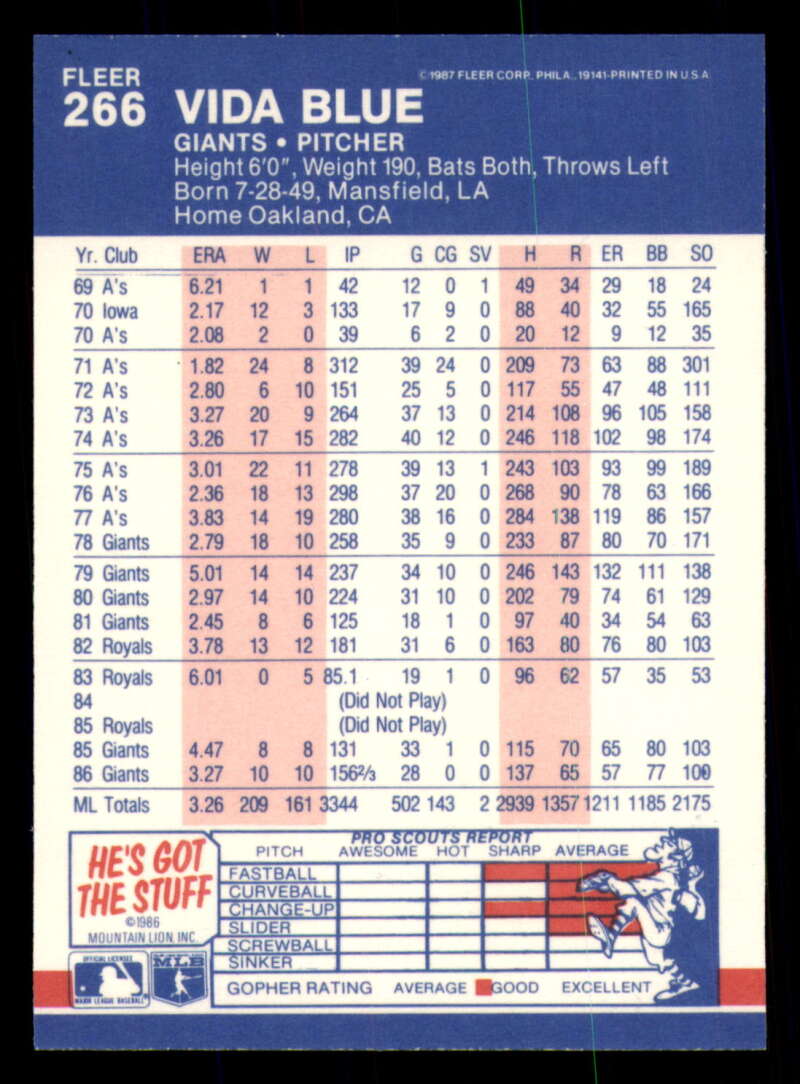 FLEER
266 VIDA BLUE
©1987 FLEER CORP. PHILA., 19141-PRINTED IN U.S.A
GIANTS • PITCHER
Height 6'0", Weight 190, Bats Both, Throws Left
Born 7-28-49, Mansfield, LA
Home Oakland, CA
Yr. Club ERA W L IP G CG SV H R ER BB SO
69 A's 6.21 1 1 42 12 0 1 49 34 29 18 24
70 Iowa 2.17 12 3 133 17 9 0 88 40 32 55 165
70 A's 2.08 2 0 39 6 2 0 20 12 9 12 35
71 A's 1.82 24 8 312 39 24 0 209 73 63 88 301
72 A's 2.80 6 10 151 25 5 0 117 55 47 48 111
73 A's 3.27 20 9 264 37 13 0 214 108 96 105 158
74 A's 3.26 17 15 282 40 12 0 246 118 102 98 174
75 A's 3.01 22 11 278 39 13 1 243 103 93 99 189
76 A's 2.36 18 13 298 37 20 0 268 90 78 63 166
77 A's 3.83 14 19 280 38 16 0 284 138 119 86 157
78 Giants 2.79 18 10 258 35 9 0 233 87 80 70 171
79 Giants 5.01 14 14 237 34 10 0 246 143 132 111 138
80 Giants 2.97 14 10 224 31 10 0 202 79 74 61 129
81 Giants 2.45 8 6 125 18 1 0 97 40 34 54 63
82 Royals 3.78 13 12 181 31 6 0 163 80 76 80 103
83 Royals 6.01 0 5 85.1 19 1 0 96 62 57 35 53
84 (Did Not Play)
85 Royals (Did Not Play)
85 Giants 4.47 8 8 131 33 1 0 115 70 65 80 103
86 Giants 3.27 10 10 156⅔ 28 0 0 137 65 57 77 100
ML Totals 3.26 209 161 3344 502 143 2 2939 1357 1211 1185 2175
HE'S GOT
THE STUFF
©1986
MOUNTAIN LION, INC.
PRO SCOUTS REPORT
PITCH AWESOME HOT SHARP AVERAGE
FASTBALL
CURVEBALL
CHANGE-UP
SLIDER
SCREWBALL
SINKER
GOPHER RATING AVERAGE GOOD EXCELLENT
OFFICIAL LICENSEE
MAJOR LEAGUE BASEBALL
MLB